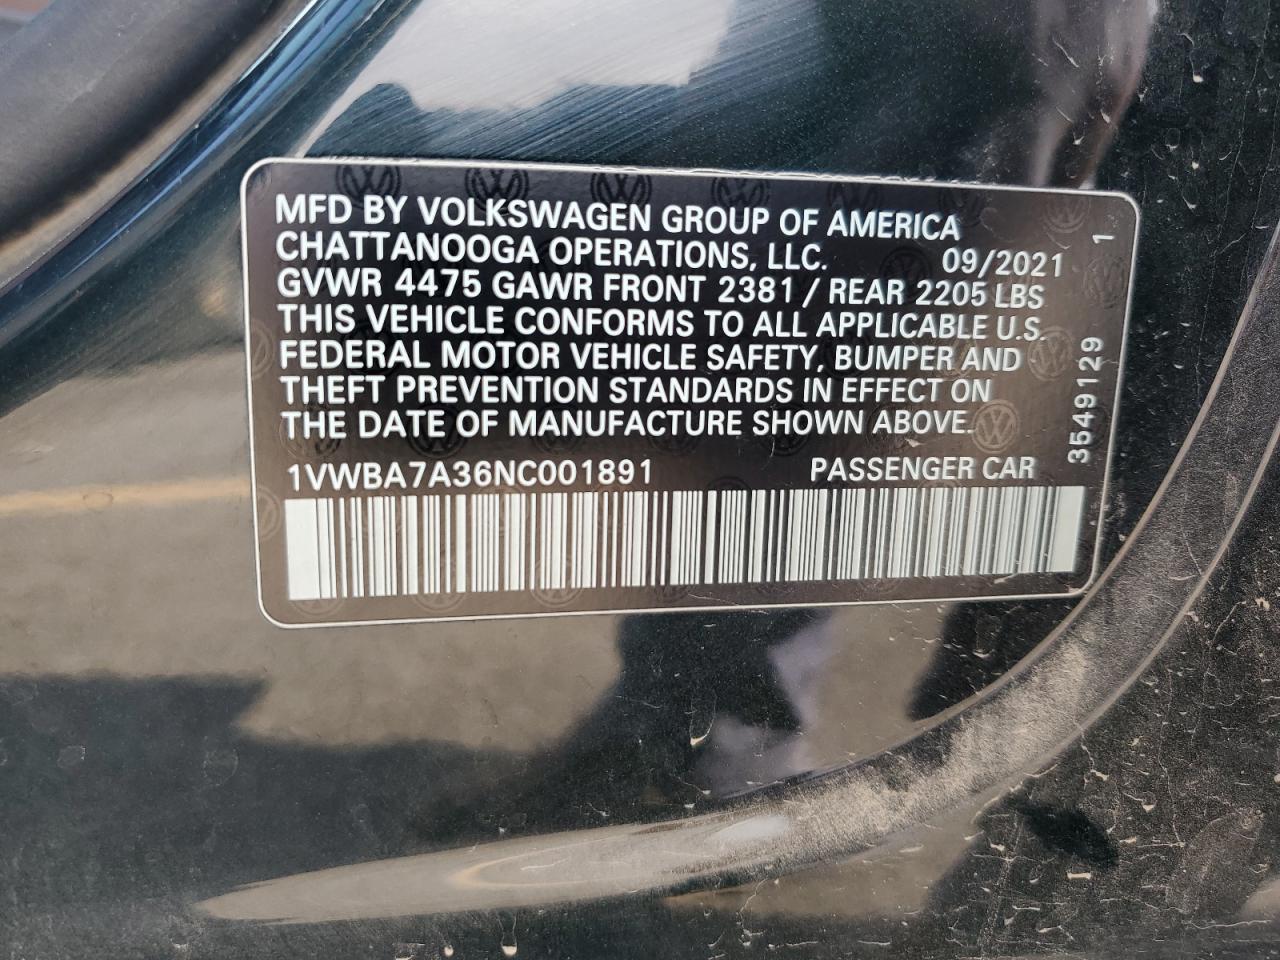 MFD BY VOLKSWAGEN GROUP OF AMERICA
CHATTANOOGA OPERATIONS, LLC. 09/2021
GVWR 4475 GAWR FRONT 2381 / REAR 2205 LBS
THIS VEHICLE CONFORMS TO ALL APPLICABLE U.S.
FEDERAL MOTOR VEHICLE SAFETY, BUMPER AND
THEFT PREVENTION STANDARDS IN EFFECT ON
THE DATE OF MANUFACTURE SHOWN ABOVE.
1VWBA7A36NC001891 PASSENGER CAR
3549129 1